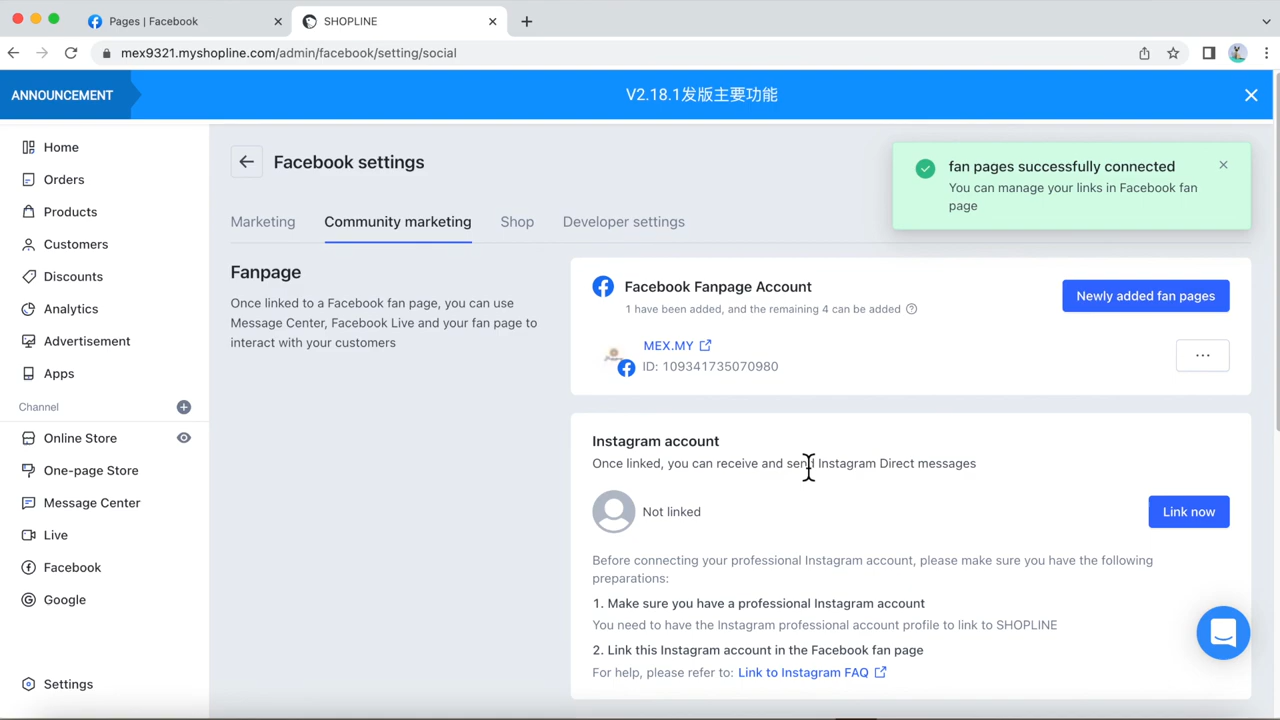 Pages | Facebook
SHOPLINE
mex9321.myshopline.com/admin/facebook/setting/social
ANNOUNCEMENT
V2.18.1发版主要功能
Home
Orders
Products
Customers
Discounts
Analytics
Advertisement
Apps
Channel
Online Store
One-page Store
Message Center
Live
Facebook
Google
Settings
Facebook settings
fan pages successfully connected
You can manage your links in Facebook fan
page
Marketing
Community marketing
Shop
Developer settings
Fanpage
Once linked to a Facebook fan page, you can use
Message Center, Facebook Live and your fan page to
interact with your customers
Facebook Fanpage Account
1 have been added, and the remaining 4 can be added
Newly added fan pages
MEX.MY
ID: 109341735070980
Instagram account
Once linked, you can receive and send Instagram Direct messages
Not linked
Link now
Before connecting your professional Instagram account, please make sure you have the following
preparations:
1. Make sure you have a professional Instagram account
You need to have the Instagram professional account profile to link to SHOPLINE
2. Link this Instagram account in the Facebook fan page
For help, please refer to: Link to Instagram FAQ